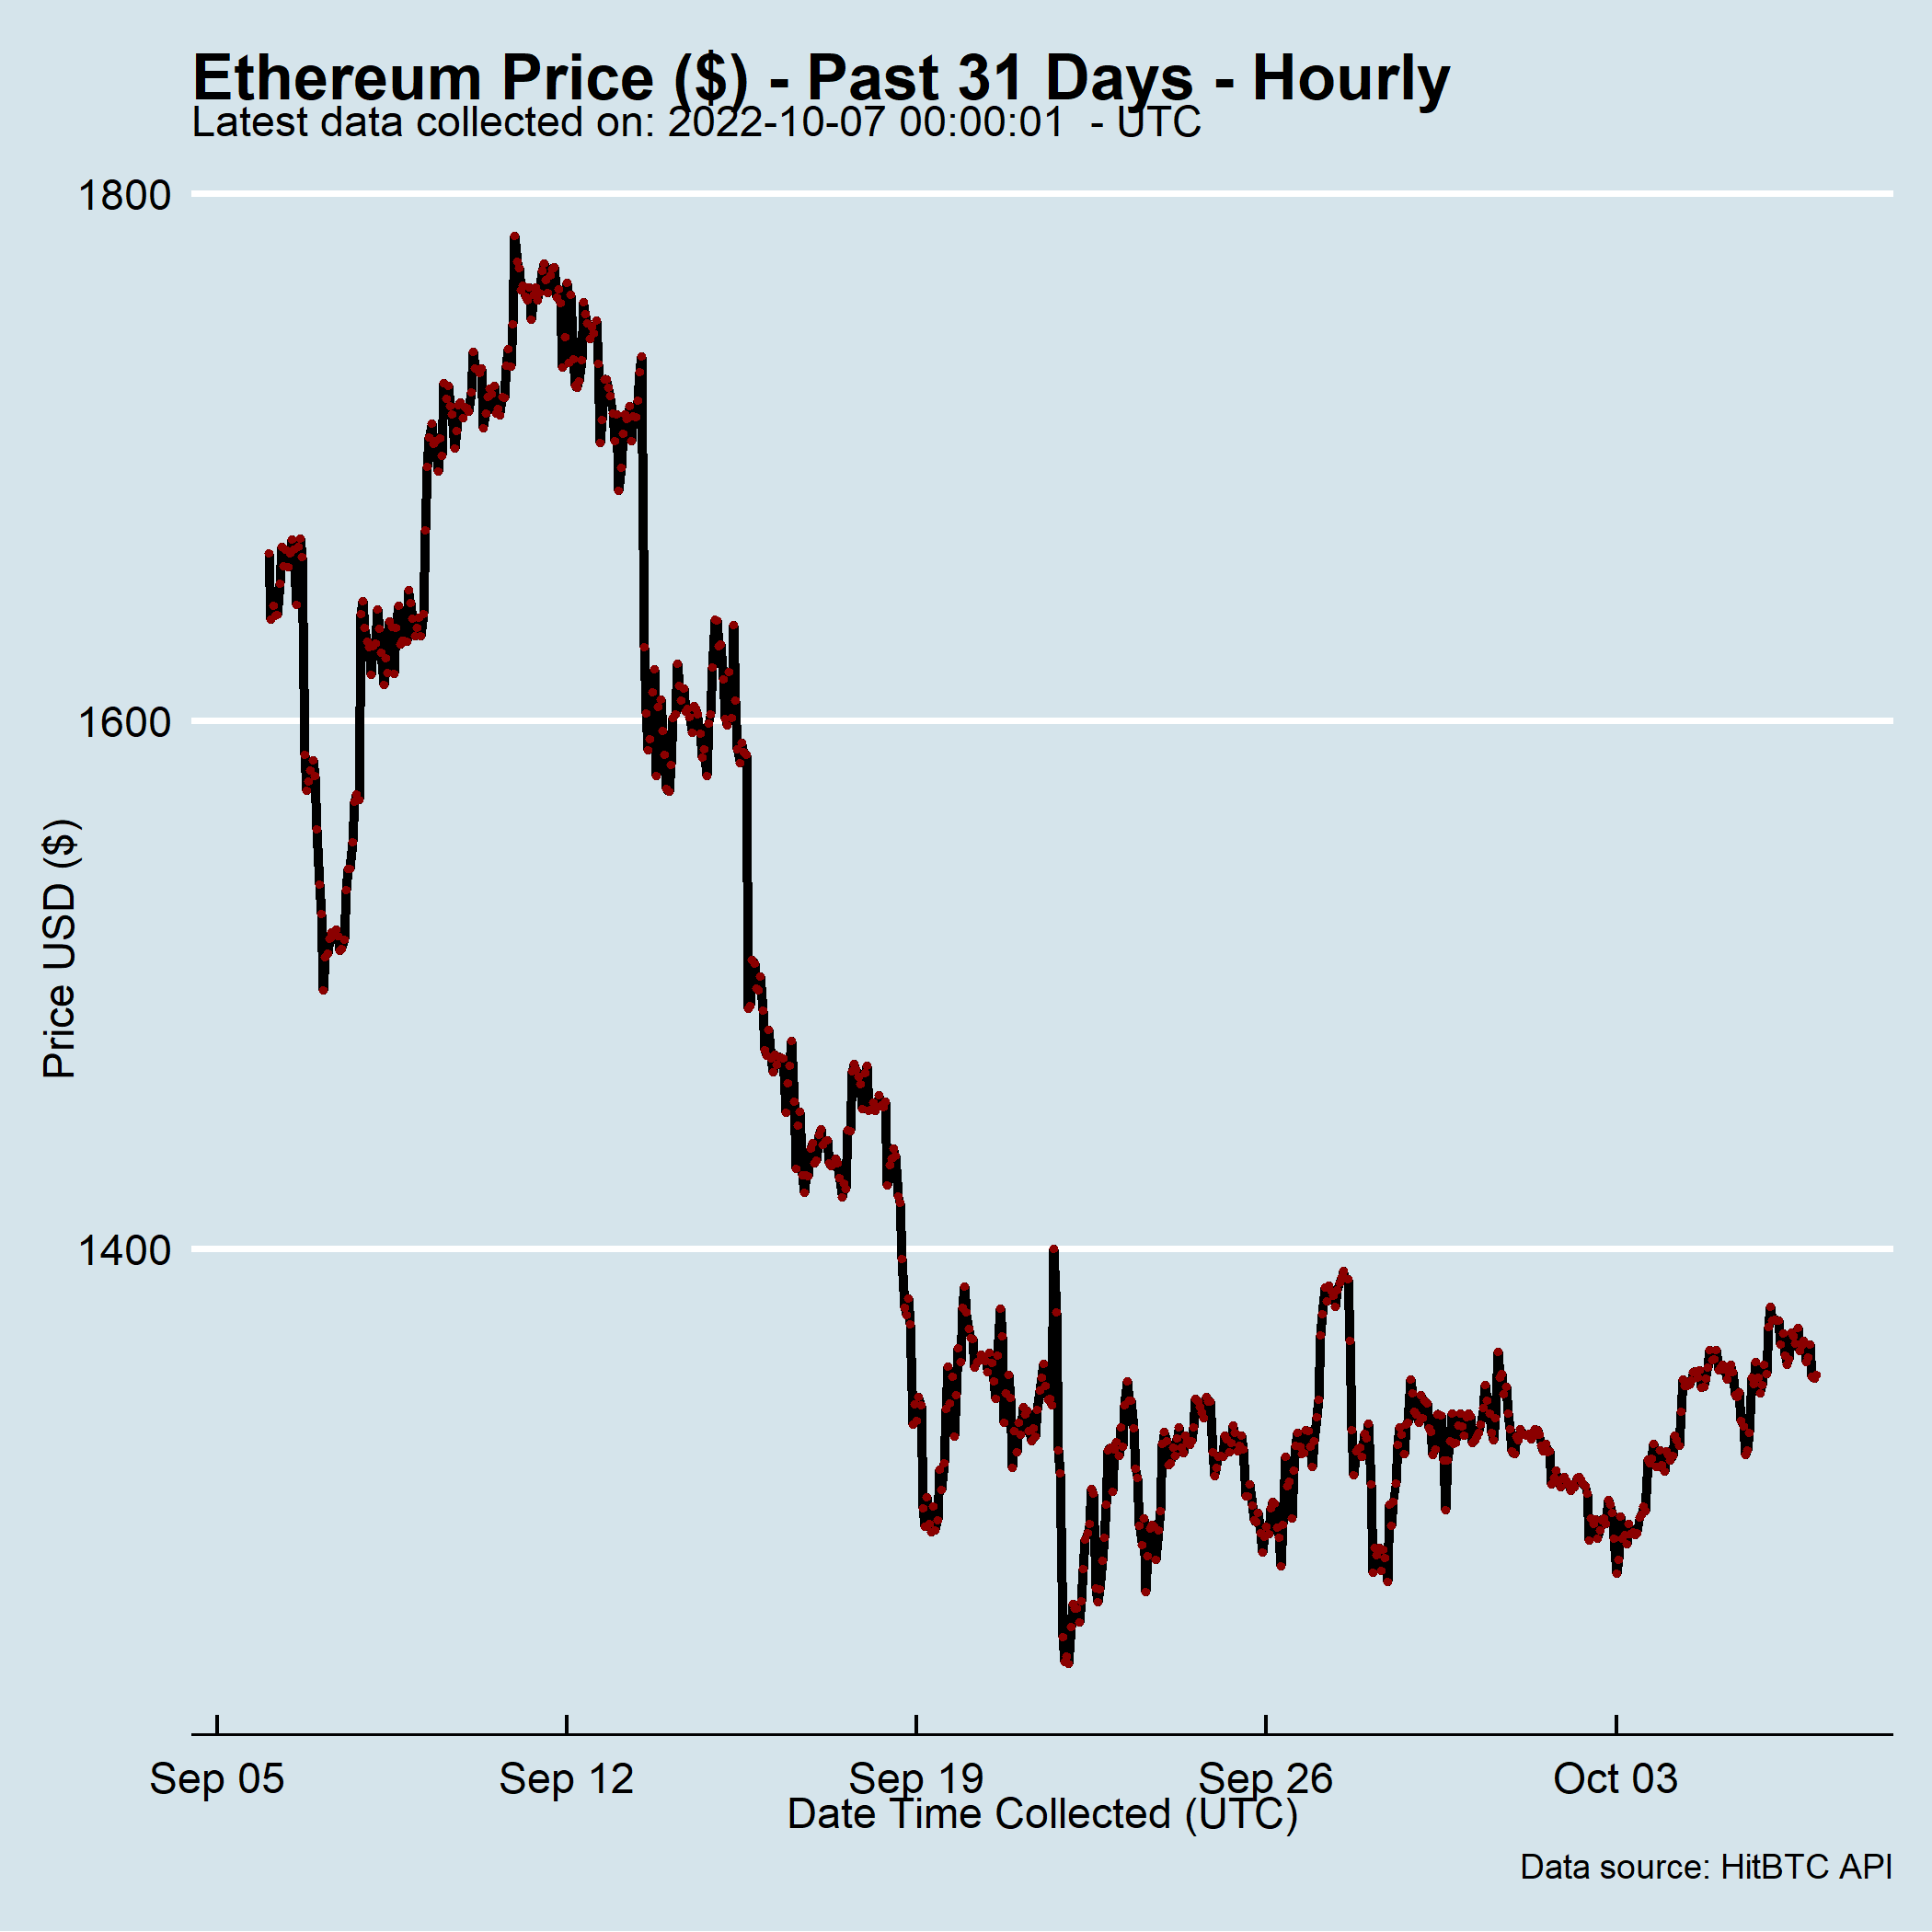 Ethereum Price ($) - Past 31 Days - Hourly
Latest data collected on: 2022-10-07 00:00:01  - UTC
1800
1600
1400
Price USD ($)
Sep 05 Sep 12 Sep 19 Sep 26 Oct 03
Date Time Collected (UTC)
Data source: HitBTC API